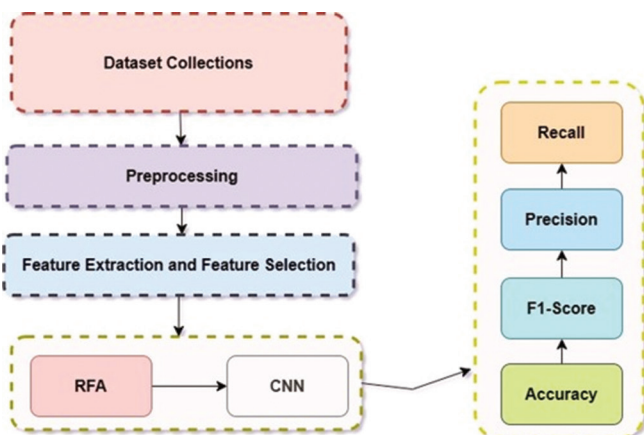 Dataset Collections
Preprocessing
Feature Extraction and Feature Selection
RFA
CNN
Recall
Precision
F1-Score
Accuracy